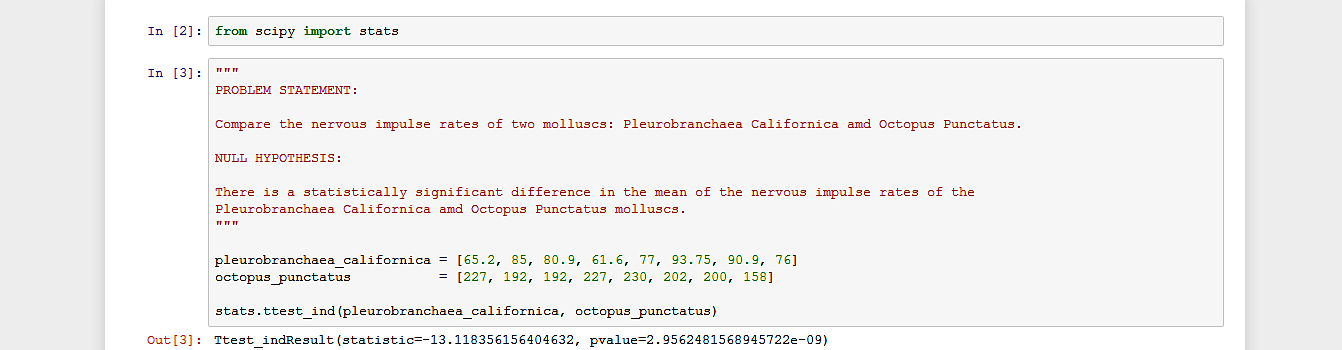 In [2]: from scipy import stats
In [3]: """
PROBLEM STATEMENT:
Compare the nervous impulse rates of two molluscs: Pleurobranchaea Californica amd Octopus Punctatus.
NULL HYPOTHESIS:
There is a statistically significant difference in the mean of the nervous impulse rates of the
Pleurobranchaea Californica amd Octopus Punctatus molluscs.
"""
pleurobranchaea_californica = [65.2, 85, 80.9, 61.6, 77, 93.75, 90.9, 76]
octopus_punctatus = [227, 192, 192, 227, 230, 202, 200, 158]
stats.ttest_ind(pleurobranchaea_californica, octopus_punctatus)
Out[3]: Ttest_indResult(statistic=-13.118356156404632, pvalue=2.9562481568945722e-09)